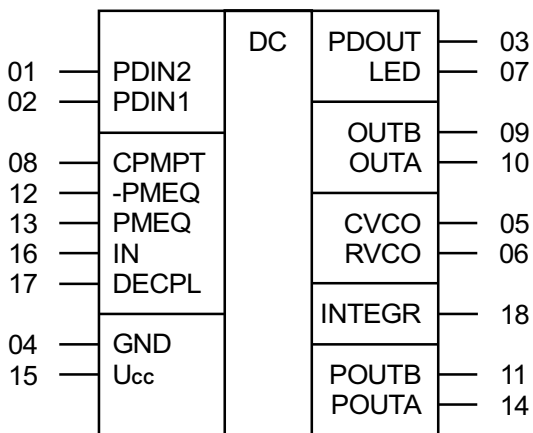 DC
01 PDIN2
02 PDIN1
08 CPMPT
12 -PMEQ
13 PMEQ
16 IN
17 DECPL
04 GND
15 Ucc
PDOUT 03
LED 07
OUTB 09
OUTA 10
CVCO 05
RVCO 06
INTEGR 18
POUTB 11
POUTA 14